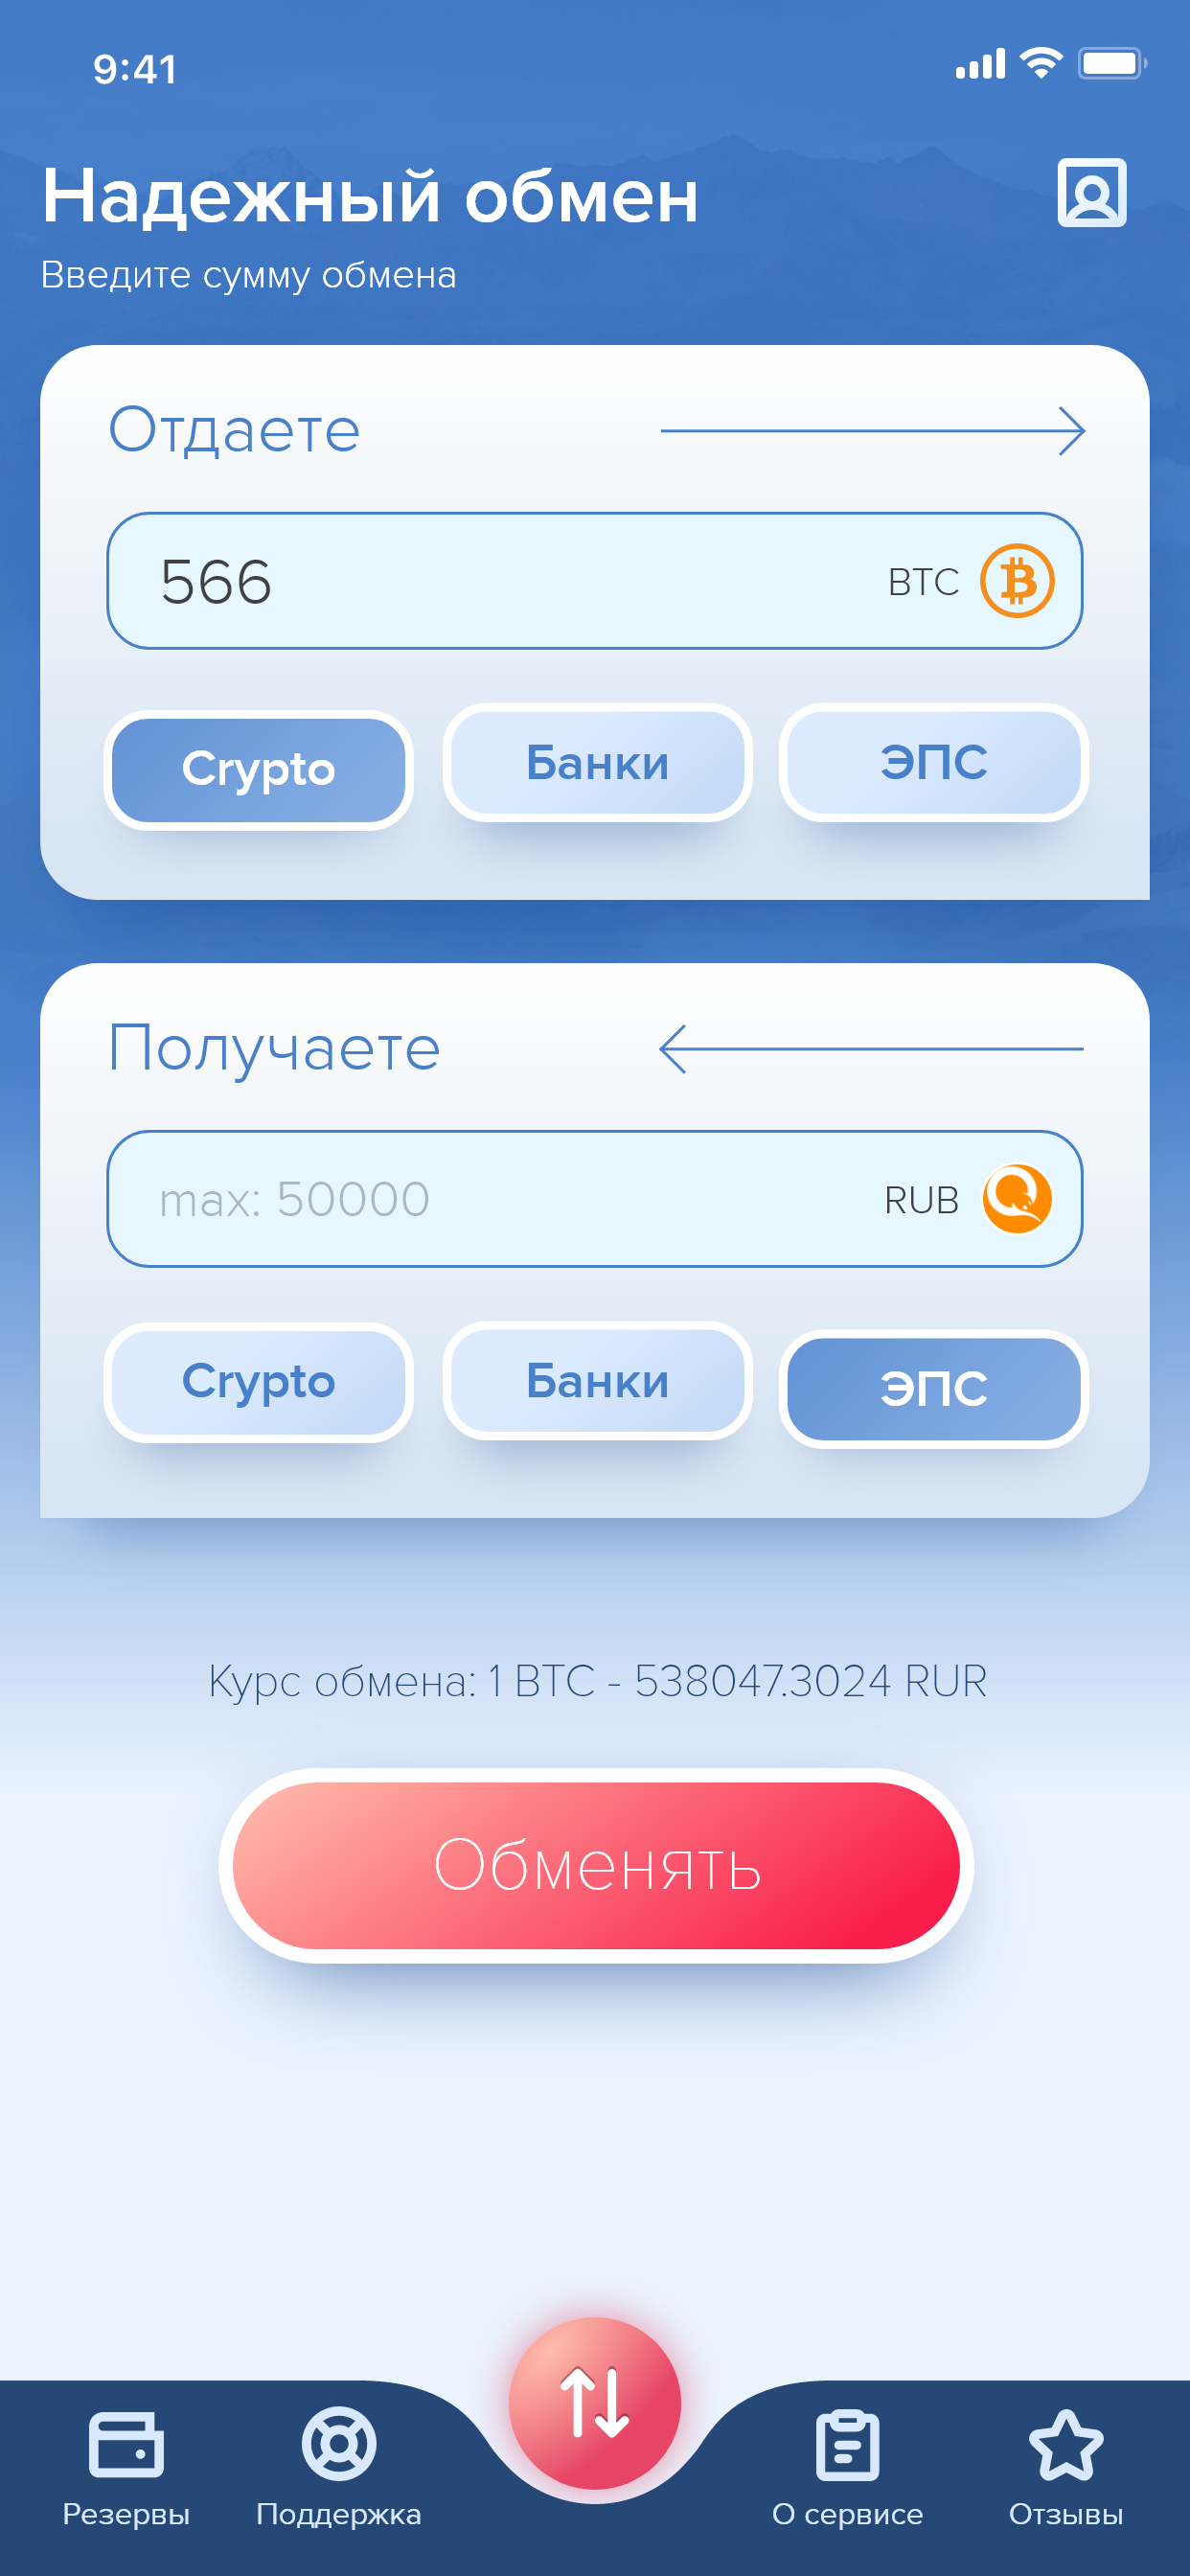 9:41
Надежный обмен
Введите сумму обмена
Отдаете
566 BTC
Crypto Банки ЭПС
Получаете
max: 50000 RUB
Crypto Банки ЭПС
Курс обмена: 1 BTC - 538047.3024 RUR
Обменять
Резервы Поддержка О сервисе Отзывы